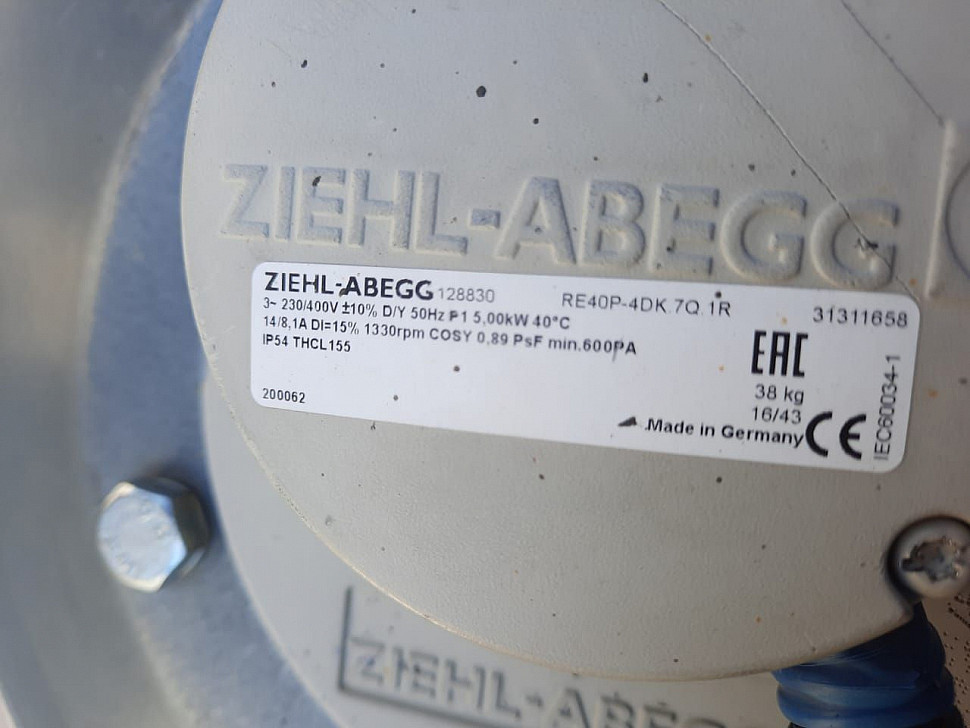 ZIEHL-ABEGG
ZIEHL-ABEGG 128830 RE40P-4DK.7Q.1R 31311658
3~ 230/400V ±10% D/Y 50Hz P1 5,00kW 40°C
14/8,1A DI=15% 1330rpm COSY 0,89 PsF min.600PA
IP54 THCL155
EAC
38 kg
16/43
200062
Made in Germany CE
IEC60034-1
ZIEHL-ABEGG